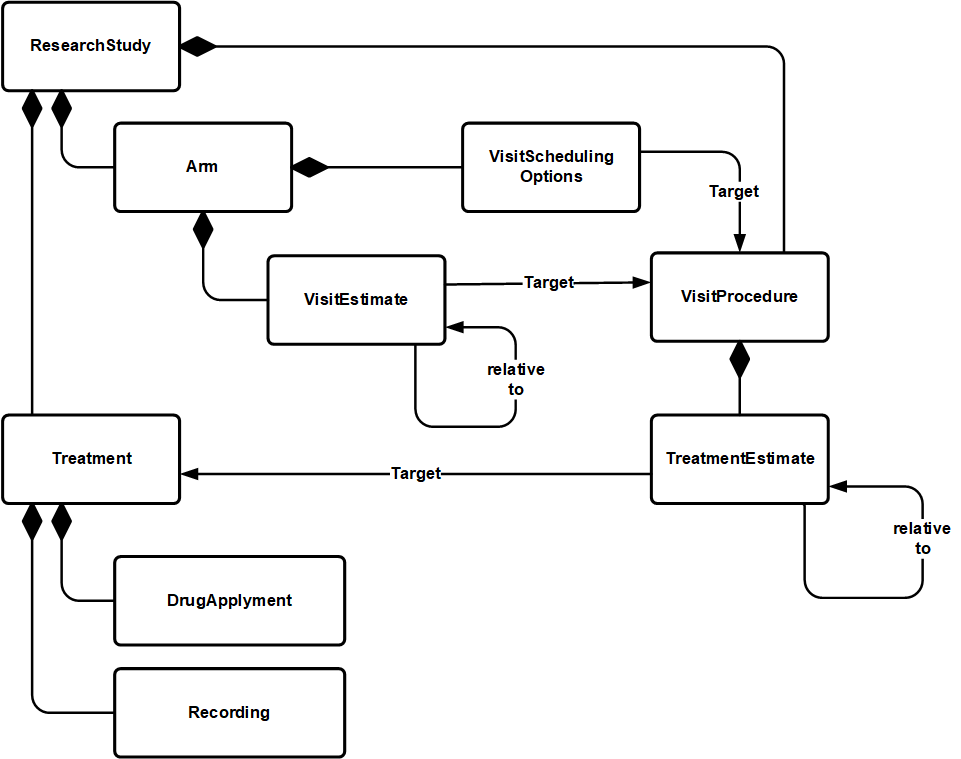 ResearchStudy
Arm
VisitScheduling
Options
Target
VisitEstimate
Target
VisitProcedure
relative
to
Treatment
Target
TreatmentEstimate
relative
to
DrugApplyment
Recording